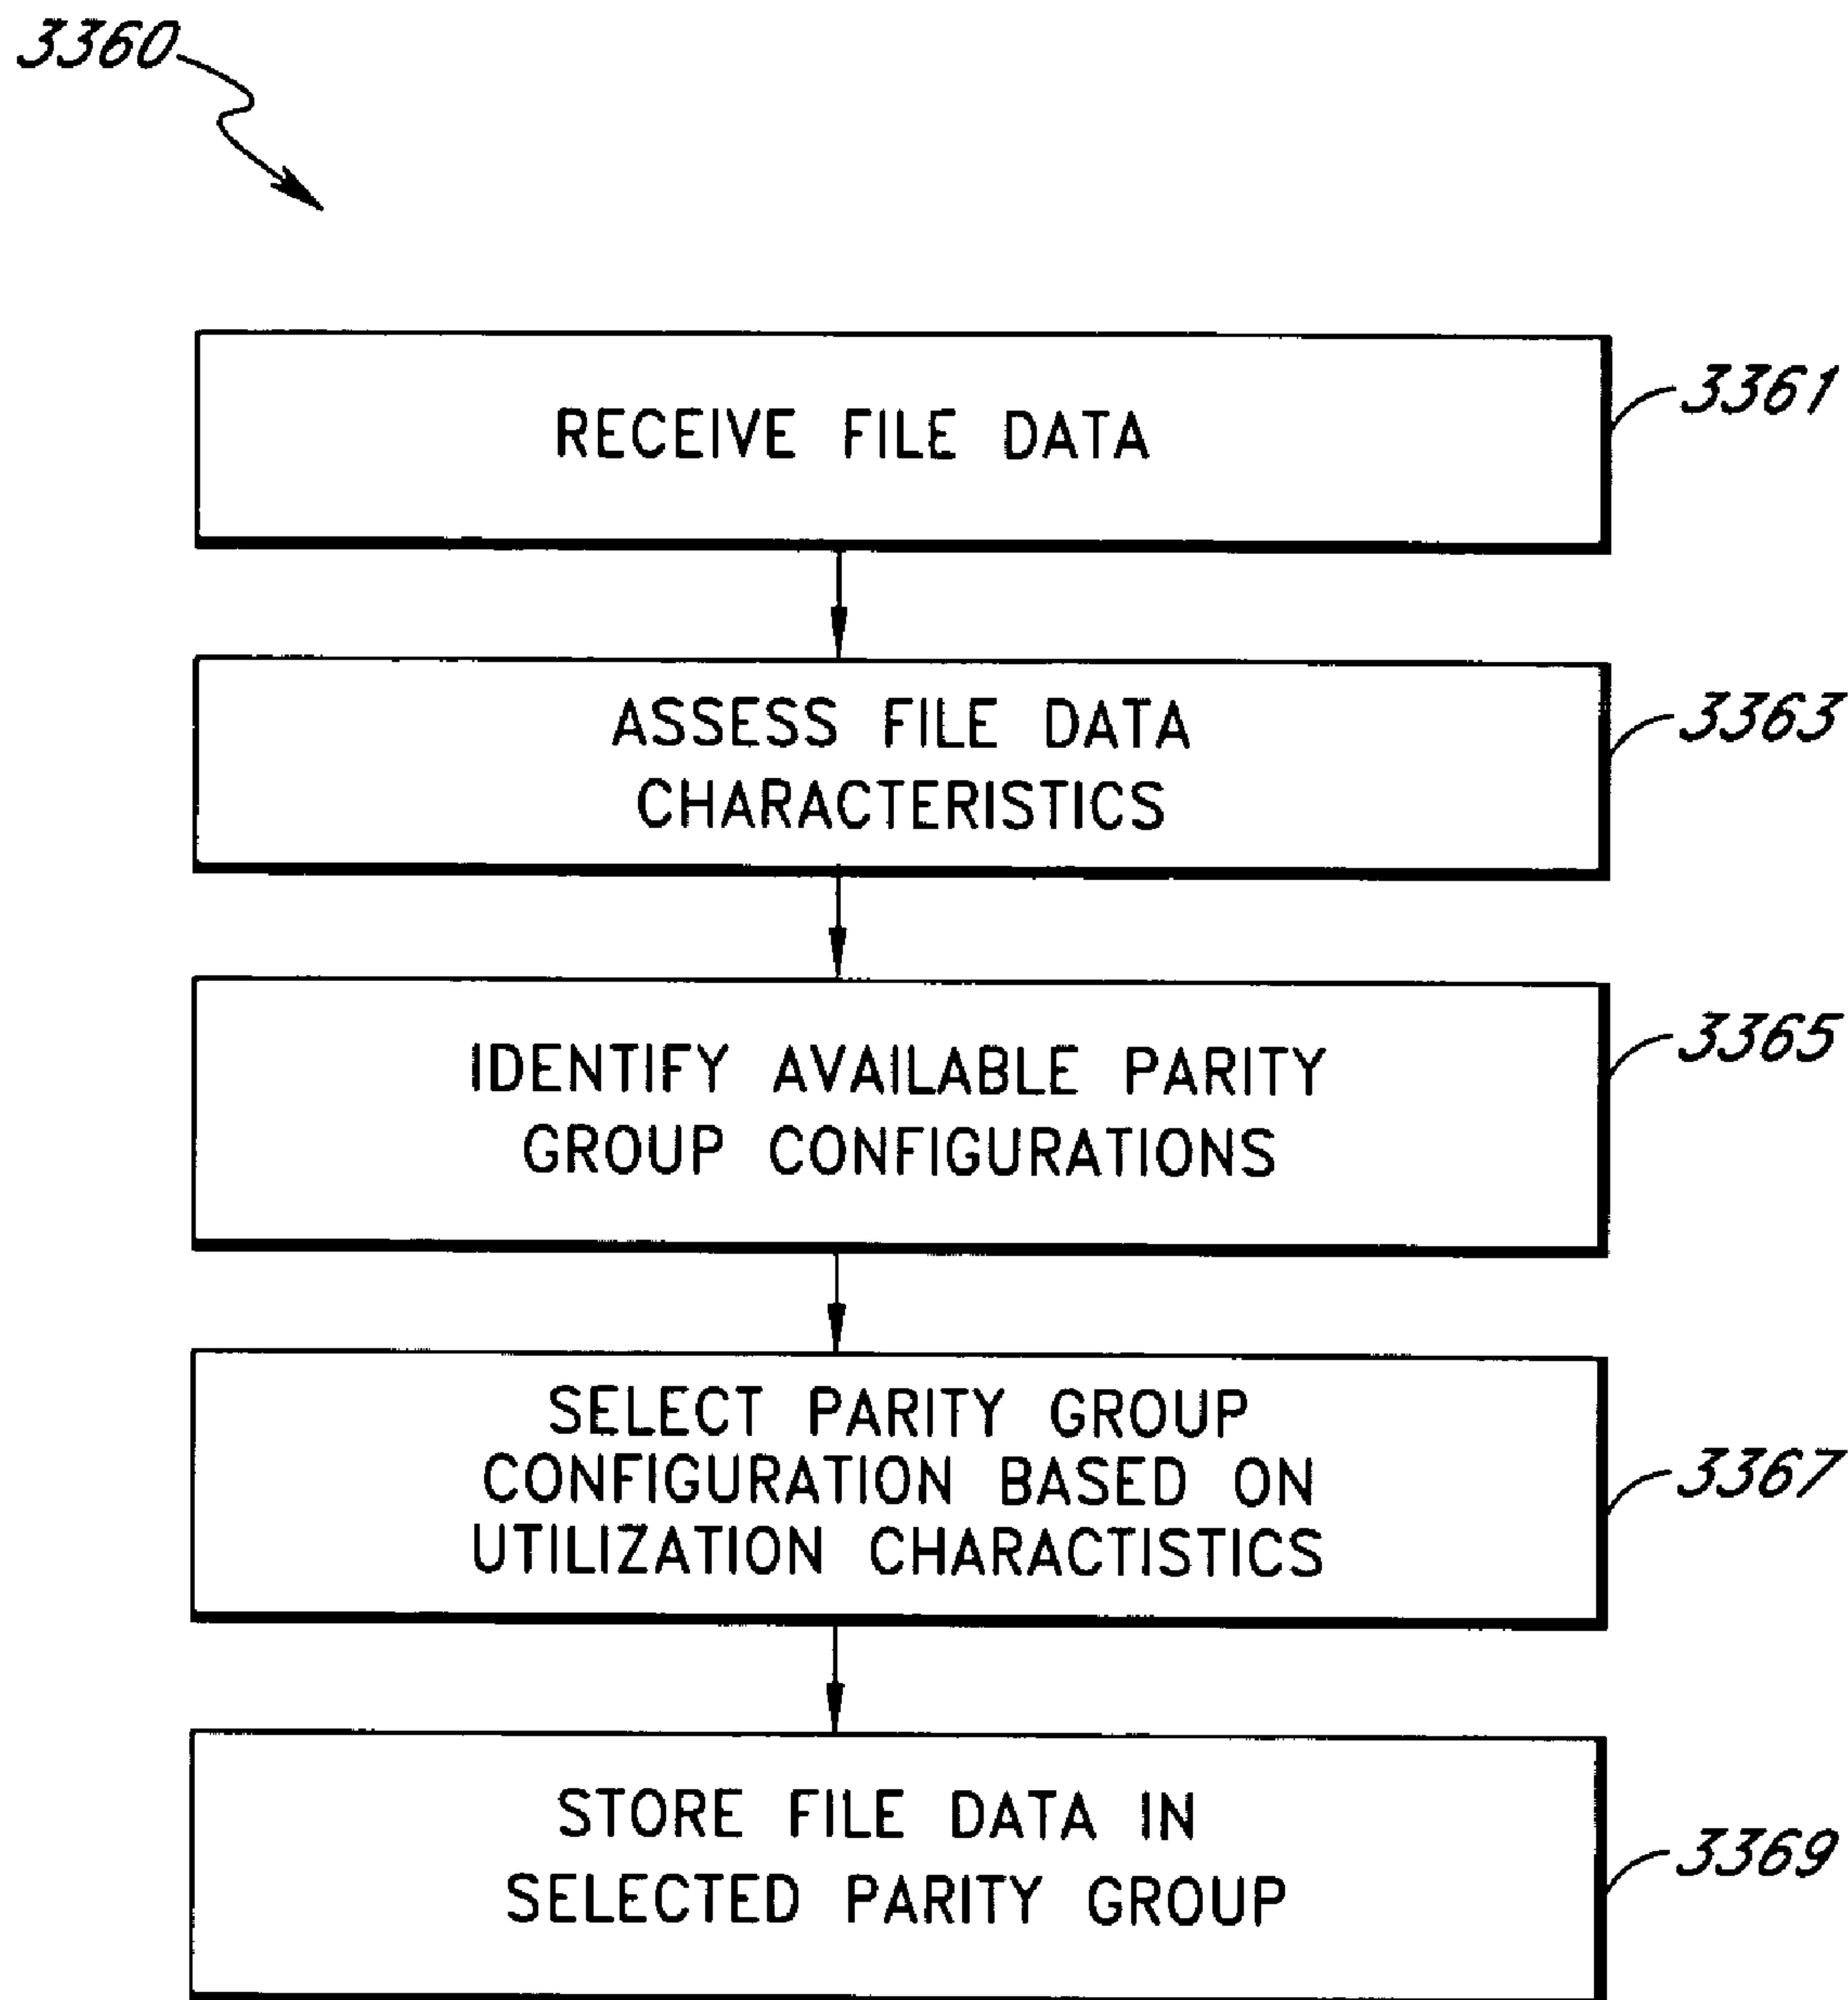 3360
RECEIVE FILE DATA
3361
ASSESS FILE DATA
CHARACTERISTICS
3363
IDENTIFY AVAILABLE PARITY
GROUP CONFIGURATIONS
3365
SELECT PARITY GROUP
CONFIGURATION BASED ON
UTILIZATION CHARACTISTICS
3367
STORE FILE DATA IN
SELECTED PARITY GROUP
3369